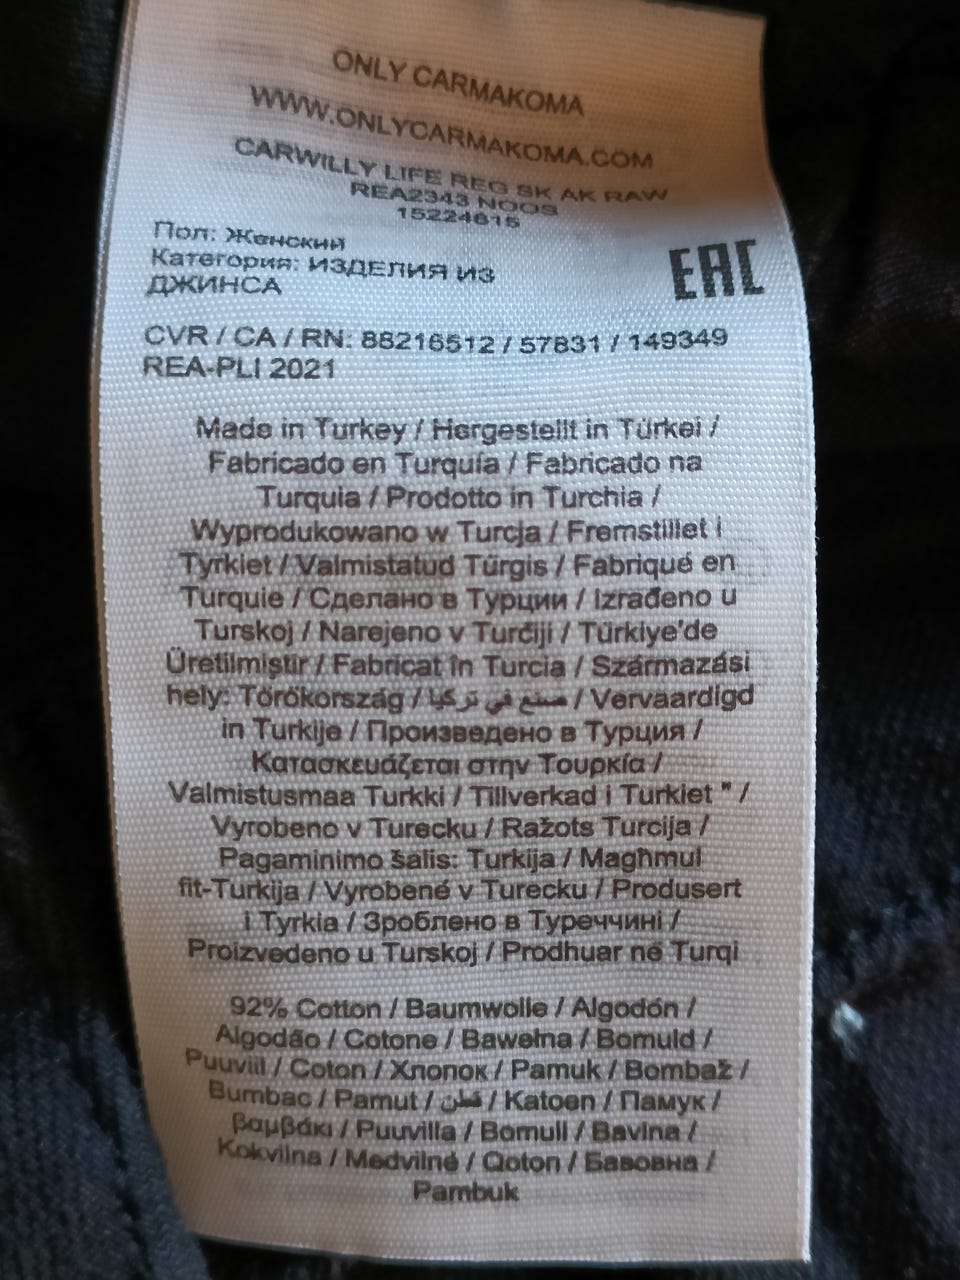 ONLY CARMAKOMA
WWW.ONLYCARMAKOMA.COM
CARWILLY LIFE REG SK AK RAW
REA2343 NOOS
15224615
Пол: Женский
Категория: ИЗДЕЛИЯ ИЗ
ДЖИНСА
EAC
CVR / CA / RN: 88216512 / 57831 / 149349
REA-PLI 2021
Made in Turkey / Hergestellt in Türkei /
Fabricado en Turquía / Fabricado na
Turquia / Prodotto in Turchia /
Wyprodukowano w Turcja / Fremstillet i
Tyrkiet / Valmistatud Türgis / Fabriqué en
Turquie / Сделано в Турции / Izrađeno u
Turskoj / Narejeno v Turčiji / Türkiye'de
Üretilmiştir / Fabricat în Turcia / Származási
hely: Törökország / صنع في تركيا / Vervaardigd
in Turkije / Произведено в Турция /
Κατασκευάζεται στην Τουρκία /
Valmistusmaa Turkki / Tillverkad i Turkiet " /
Vyrobeno v Turecku / Ražots Turcija /
Pagaminimo šalis: Turkija / Magħmul
fit-Turkija / Vyrobené v Turecku / Produsert
i Tyrkia / Зроблено в Туреччині /
Proizvedeno u Turskoj / Prodhuar në Turqi
92% Cotton / Baumwolle / Algodón /
Algodão / Cotone / Bawełna / Bomuld /
Puuviil / Coton / Хлопок / Pamuk / Bombaž /
Bumbac / Pamut / قطن / Katoen / Памук /
βαμβάκι / Puuvilla / Bomull / Bavlna /
Kokvilna / Medvilnė / Qoton / Бавовна /
Pambuk